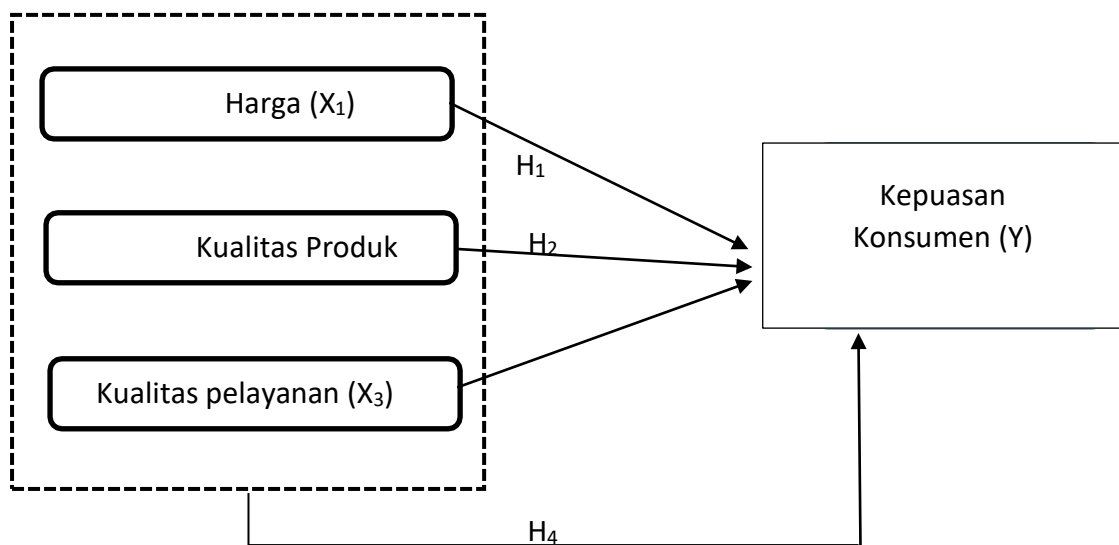 Harga (X₁)
H₁
Kepuasan
Konsumen (Y)
Kualitas Produk
H₂
Kualitas pelayanan (X₃)
H₄